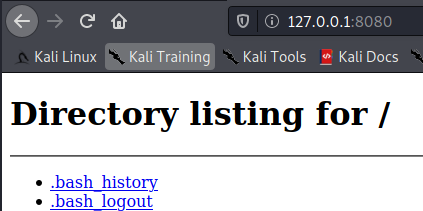 127.0.0.1:8080
Kali Linux Kali Training Kali Tools Kali Docs
Directory listing for /
.bash_history
.bash_logout